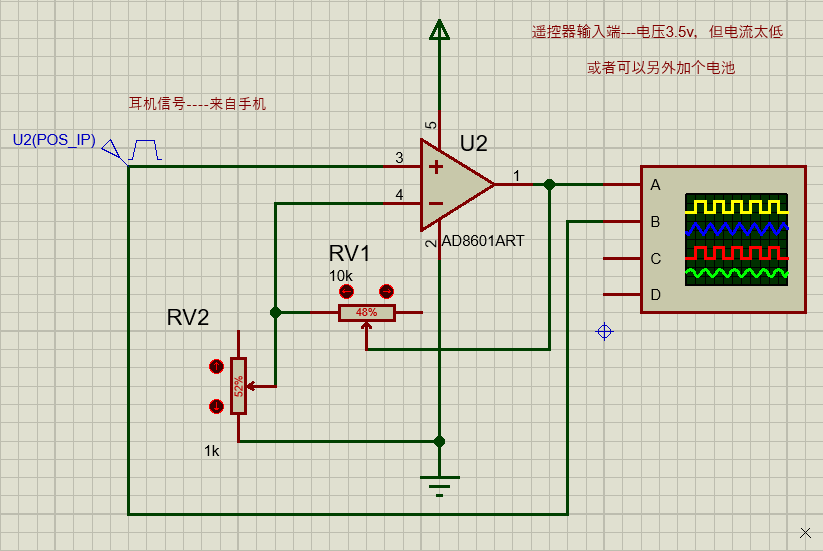 遥控器输入端---电压3.5v，但电流太低
或者可以另外加个电池
耳机信号----来自手机
U2(POS_IP)
5
U2
3
1
4
2
AD8601ART
A
B
C
D
RV1
10k
48%
RV2
52%
1k